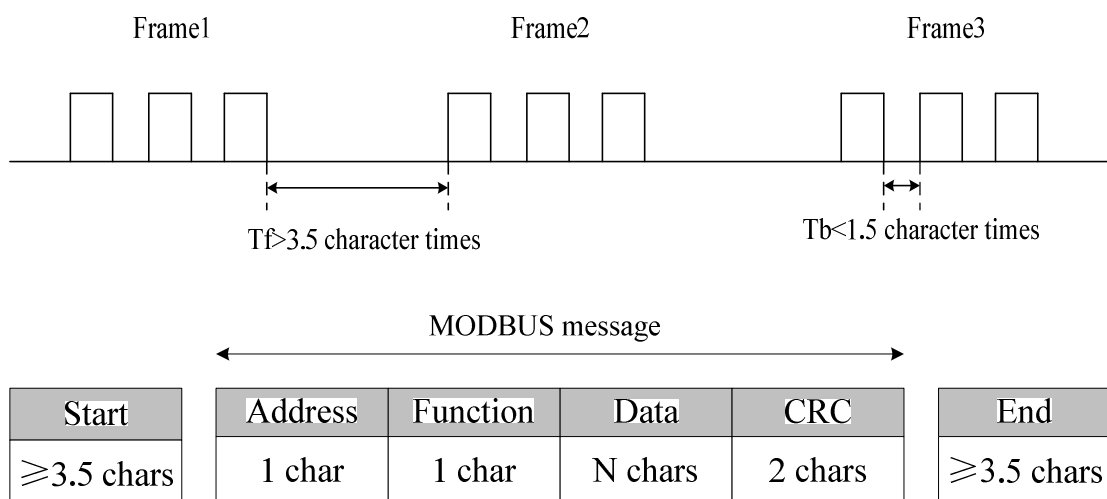 Frame1 Frame2 Frame3
Tf>3.5 character times
Tb<1.5 character times
MODBUS message
Start Address Function Data CRC End
≥3.5 chars 1 char 1 char N chars 2 chars ≥3.5 chars